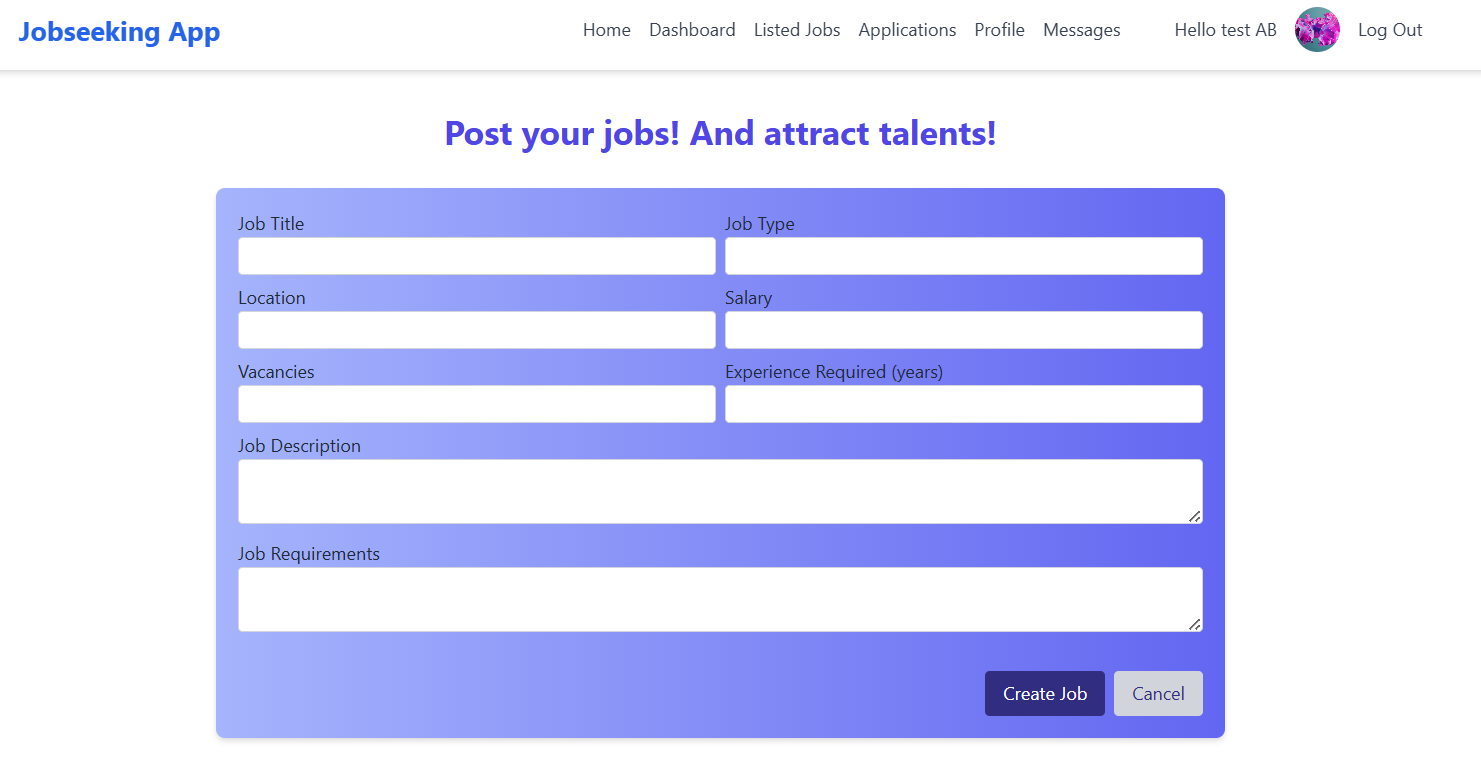 Jobseeking App
Home Dashboard Listed Jobs Applications Profile Messages Hello test AB Log Out
Post your jobs! And attract talents!
Job Title Job Type
Location Salary
Vacancies Experience Required (years)
Job Description
Job Requirements
Create Job Cancel